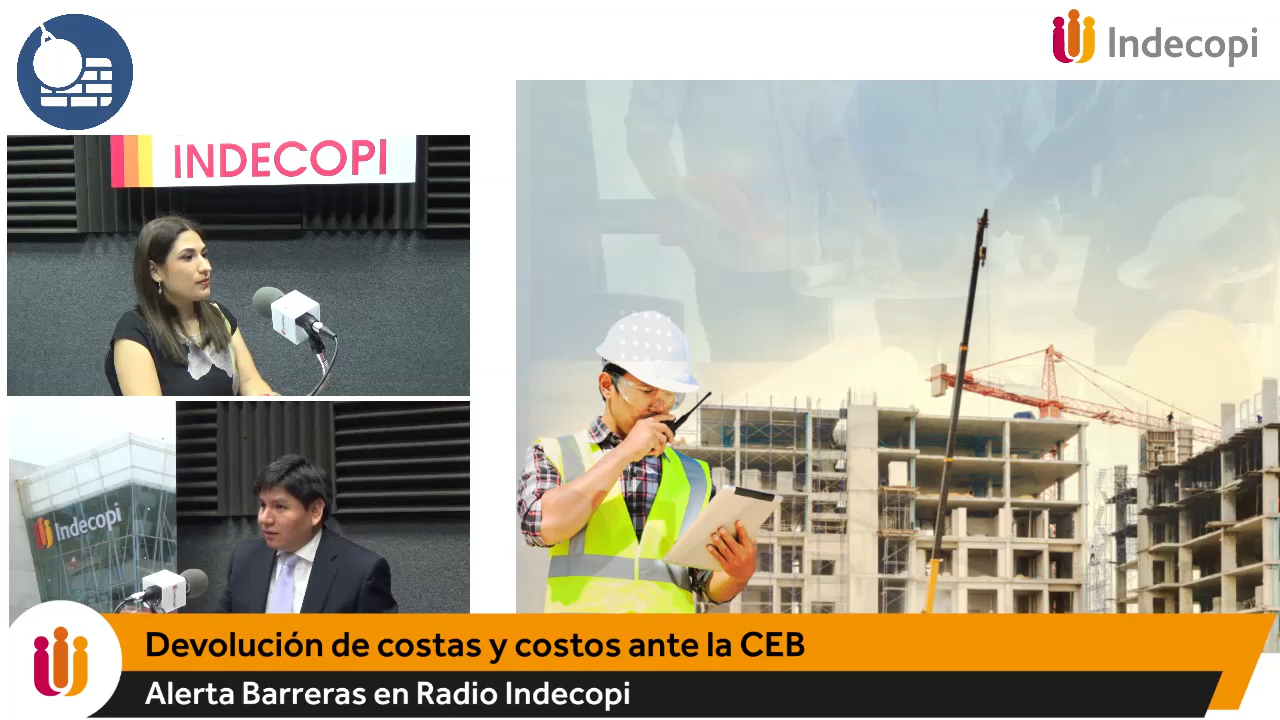 Indecopi
INDECOPI
Indecopi
Devolución de costas y costos ante la CEB
Alerta Barreras en Radio Indecopi